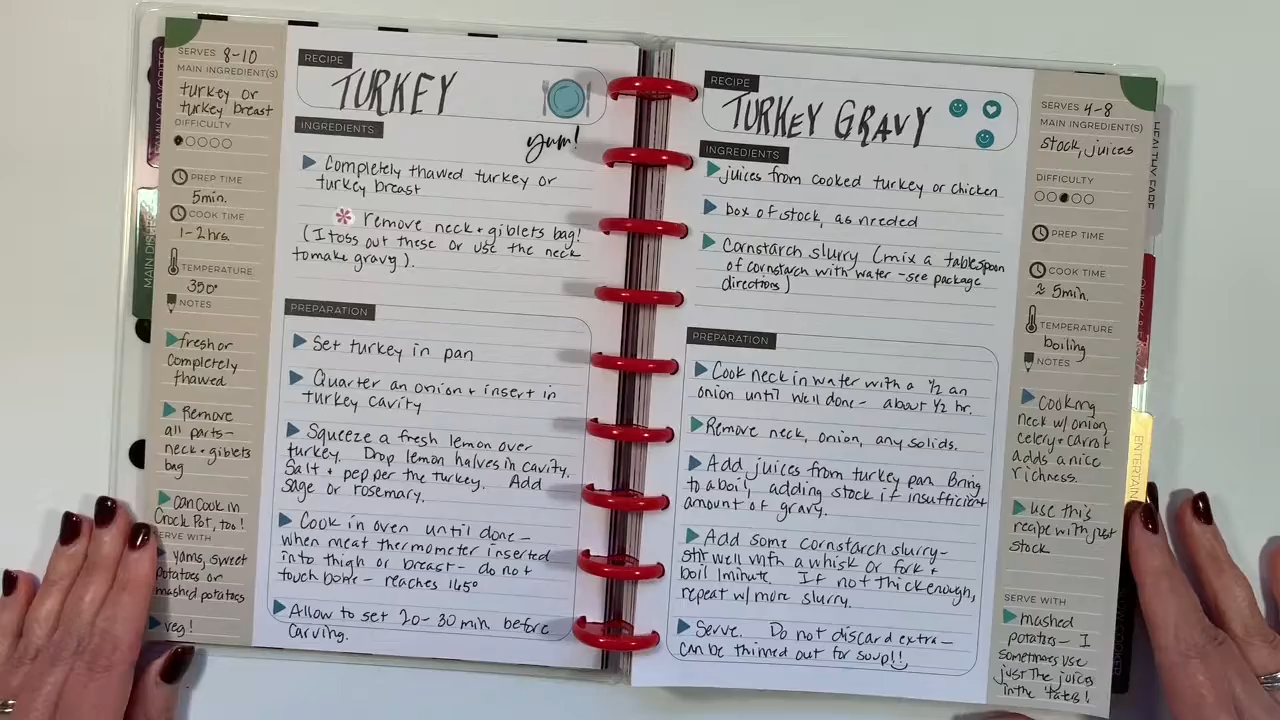 SERVES 8-10
MAIN INGREDIENT(S)
turkey or
turkey breast
DIFFICULTY
PREP TIME
5min.
COOK TIME
1-2hrs.
TEMPERATURE
350°
NOTES
fresh or
completely
thawed
Remove
all parts-
neck + giblets
bag
can cook in
Crock Pot, too!
SERVE WITH
yams, sweet
potatoes or
mashed potatoes
veg!
FAMILY FAVORITES
MAIN DISHES
RECIPE
TURKEY
yum!
INGREDIENTS
Completely thawed turkey or
turkey breast
remove neck + giblets bag!
(I toss out these or use the neck
to make gravy).
PREPARATION
Set turkey in pan
Quarter an onion + insert in
turkey cavity
Squeeze a fresh lemon over
turkey. Drop lemon halves in cavity.
Salt + pepper the turkey. Add
sage or rosemary.
Cook in oven until done-
when meat thermometer inserted
into thigh or breast- do not
touch bone- reaches 165°
Allow to set 20-30 min before
carving.
RECIPE
TURKEY GRAVY
INGREDIENTS
juices from cooked turkey or chicken
box of stock, as needed
Cornstarch slurry (mix a tablespoon
of cornstarch with water -see package
directions)
PREPARATION
Cook neck in water with a 1/2 an
onion until well done- about 1/2 hr.
Remove neck, onion, any solids.
Add juices from turkey pan. Bring
to a boil, adding stock if insufficient
amount of gravy.
Add some cornstarch slurry-
stir well with a whisk or fork +
boil 1minute. If not thick enough,
repeat w/more slurry.
Serve. Do not discard extra-
can be thinned out for soup!!
SERVES 4-8
MAIN INGREDIENT(S)
stock, juices
DIFFICULTY
PREP TIME
COOK TIME
≈ 5min.
TEMPERATURE
boiling
NOTES
Cooking
neck w/ onion,
celery + carrot
adds a nice
richness.
use this
recipe with just
stock
SERVE WITH
mashed
potatoes- I
sometimes use
just the juices
in the 'taters!
HEALTHY FARE
ENTERTAIN